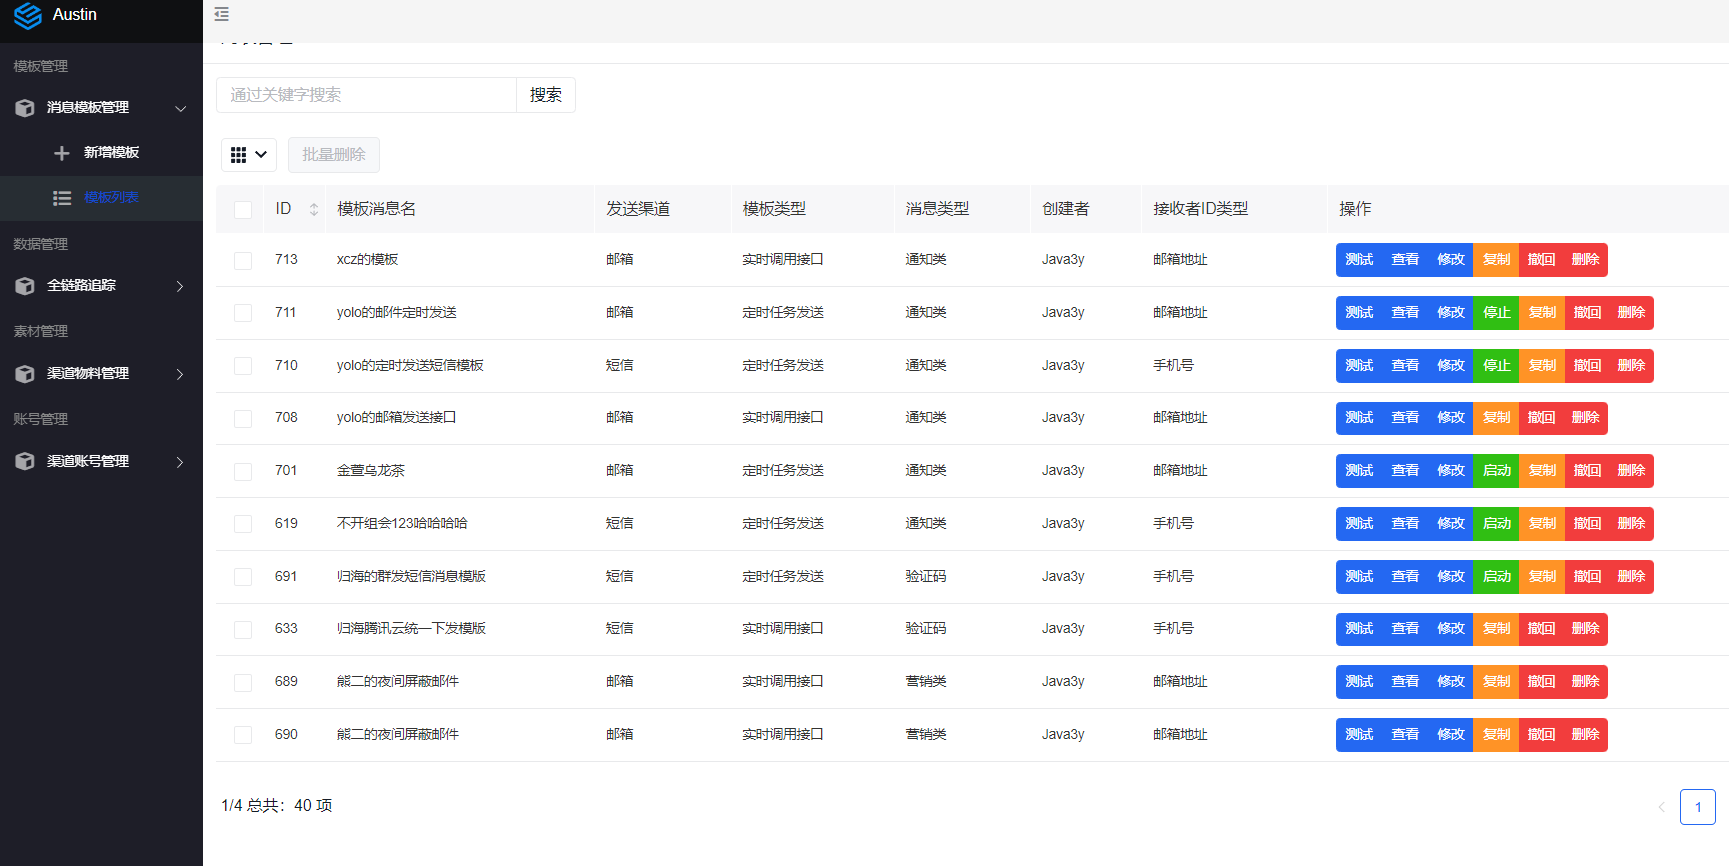 Austin
模板管理
消息模板管理
新增模板
模板列表
数据管理
全链路追踪
素材管理
渠道物料管理
账号管理
渠道账号管理
通过关键字搜索 搜索
批量删除
ID 模板消息名 发送渠道 模板类型 消息类型 创建者 接收者ID类型 操作
713 xcz的模板 邮箱 实时调用接口 通知类 Java3y 邮箱地址 测试 查看 修改 复制 撤回 删除
711 yolo的邮件定时发送 邮箱 定时任务发送 通知类 Java3y 邮箱地址 测试 查看 修改 停止 复制 撤回 删除
710 yolo的定时发送短信模板 短信 定时任务发送 通知类 Java3y 手机号 测试 查看 修改 停止 复制 撤回 删除
708 yolo的邮箱发送接口 邮箱 实时调用接口 通知类 Java3y 邮箱地址 测试 查看 修改 复制 撤回 删除
701 金萱乌龙茶 邮箱 定时任务发送 通知类 Java3y 邮箱地址 测试 查看 修改 启动 复制 撤回 删除
619 不开组会123哈哈哈哈 短信 定时任务发送 通知类 Java3y 手机号 测试 查看 修改 启动 复制 撤回 删除
691 归海的群发短信消息模版 短信 定时任务发送 验证码 Java3y 手机号 测试 查看 修改 启动 复制 撤回 删除
633 归海腾讯云统一下发模版 短信 实时调用接口 验证码 Java3y 手机号 测试 查看 修改 复制 撤回 删除
689 熊二的夜间屏蔽邮件 邮箱 实时调用接口 营销类 Java3y 邮箱地址 测试 查看 修改 复制 撤回 删除
690 熊二的夜间屏蔽邮件 邮箱 实时调用接口 营销类 Java3y 邮箱地址 测试 查看 修改 复制 撤回 删除
1/4 总共：40 项 1